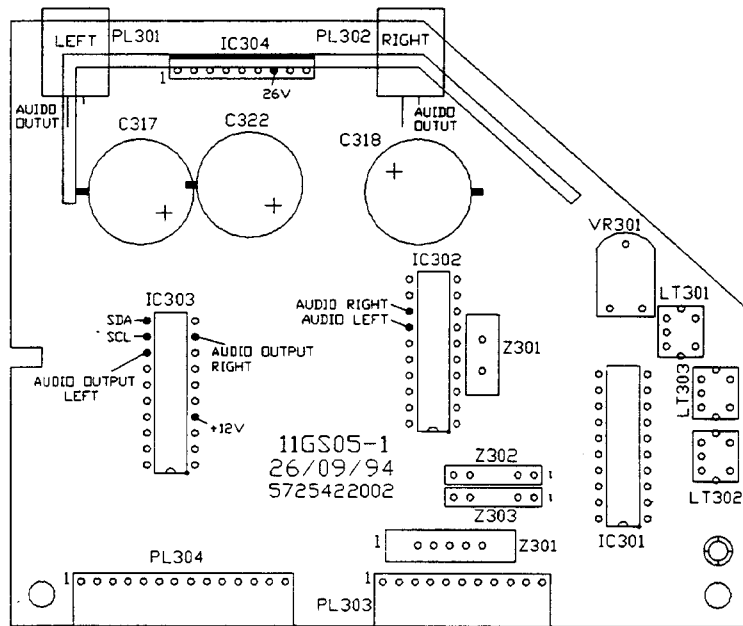 LEFT
PL301
IC304
PL302
RIGHT
1
26V
AUIDO
OUTUT
AUIDO
OUTUT
C317
C322
C318
+
+
+
VR301
IC302
LT301
IC303
AUDIO RIGHT
AUDIO LEFT
SDA
SCL
Z301
AUDIO OUTPUT
RIGHT
AUDIO OUTPUT
LEFT
LT303
+12V
11GS05-1
26/09/94
5725422002
Z302
1
LT302
1
Z303
1
Z301
IC301
PL304
1
1
PL303